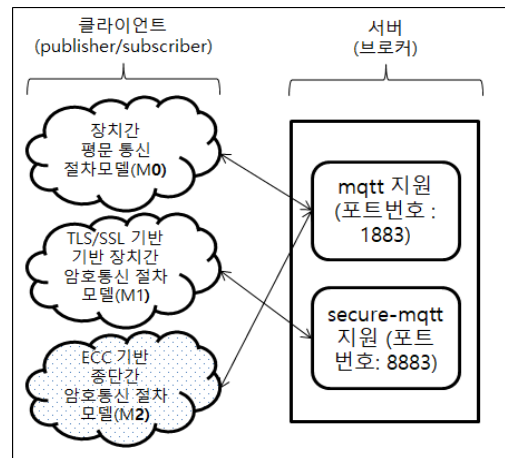 클라이언트
(publisher/subscriber)
서버
(브로커)
장치간
평문 통신
절차모델(M0)
TLS/SSL 기반
기반 장치간
암호통신 절차
모델(M1)
ECC 기반
종단간
암호통신 절차
모델(M2)
mqtt 지원
(포트번호 :
1883)
secure-mqtt
지원 (포트
번호: 8883)